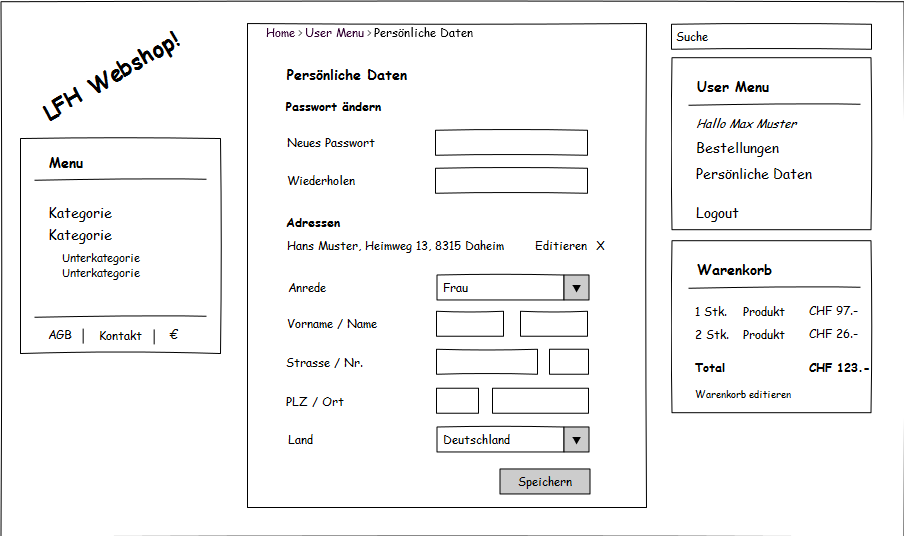 LFH Webshop!
Menu
Kategorie
Kategorie
Unterkategorie
Unterkategorie
AGB | Kontakt | €
Home > User Menu > Persönliche Daten
Persönliche Daten
Passwort ändern
Neues Passwort
Wiederholen
Adressen
Hans Muster, Heimweg 13, 8315 Daheim Editieren X
Anrede Frau
Vorname / Name
Strasse / Nr.
PLZ / Ort
Land Deutschland
Speichern
Suche
User Menu
Hallo Max Muster
Bestellungen
Persönliche Daten
Logout
Warenkorb
1 Stk. Produkt CHF 97.-
2 Stk. Produkt CHF 26.-
Total CHF 123.-
Warenkorb editieren